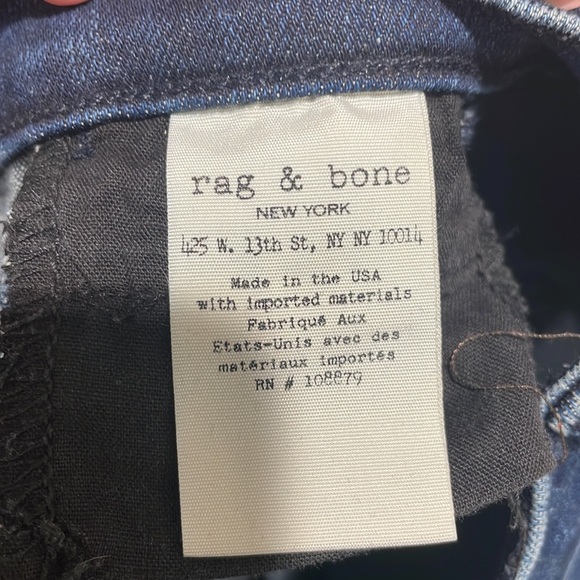 rag & bone
NEW YORK
425 W. 13th St, NY NY 10014
Made in the USA
with imported materials
Fabriqué Aux
Etats-Unis avec des
matériaux importés
RN # 108879